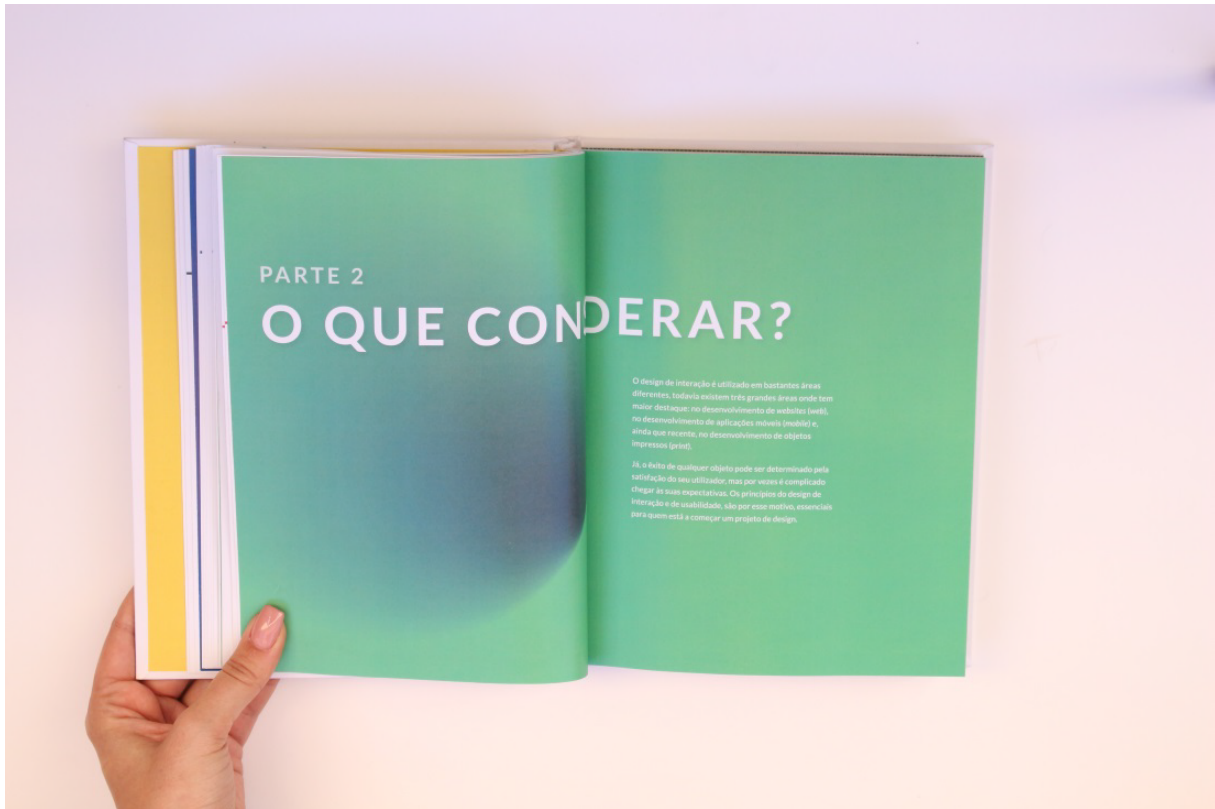 PARTE 2
O QUE CONDERAR?
O design de interação é utilizado em bastantes áreas
diferentes, todavia existem três grandes áreas onde tem
maior destaque: no desenvolvimento de websites (web),
no desenvolvimento de aplicações móveis (mobile) e,
ainda que recente, no desenvolvimento de objetos
impressos (print).
Já, o êxito de qualquer objeto pode ser determinado pela
satisfação do seu utilizador, mas por vezes é complicado
chegar às suas expectativas. Os princípios do design de
interação e de usabilidade, são por esse motivo, essenciais
para quem está a começar um projeto de design.